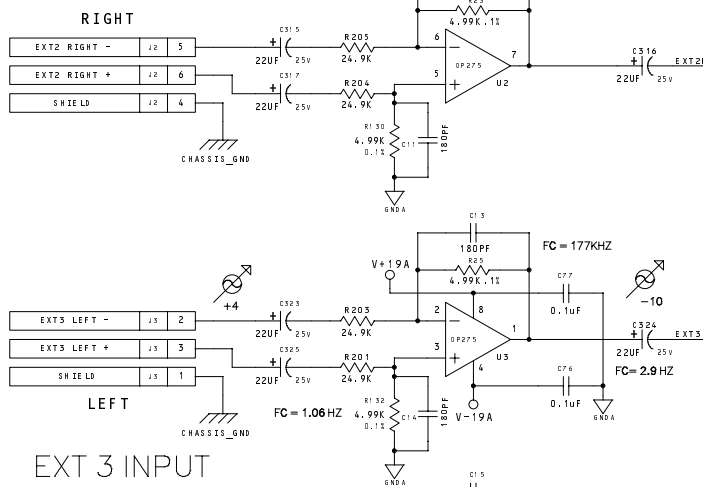 RIGHT
EXT2 RIGHT - J2 5
EXT2 RIGHT + J2 6
SHIELD J2 4
CHASSIS_GND
+ C315
22UF 25V
R205
24.9K
+ C317
22UF 25V
R204
24.9K
4.99K.1%
6
5
7
OP275
U2
R130
4.99K
0.1%
C11
180PF
GNDA
+ C316
22UF 25V
C13
180PF
FC = 177KHZ
V+19A
R25
4.99K.1%
C77
0.1uF
+4
-10
EXT3 LEFT - J3 2
EXT3 LEFT + J3 3
SHIELD J3 1
LEFT
CHASSIS_GND
+ C323
22UF 25V
R203
24.9K
+ C325
22UF 25V
R201
24.9K
2
3
8
1
4
OP275
U3
+ C324
22UF 25V
EXT3
FC = 2.9 HZ
C76
0.1uF
GNDA
V-19A
FC = 1.06 HZ
R132
4.99K
0.1%
C14
180PF
GNDA
EXT 3 INPUT
C15